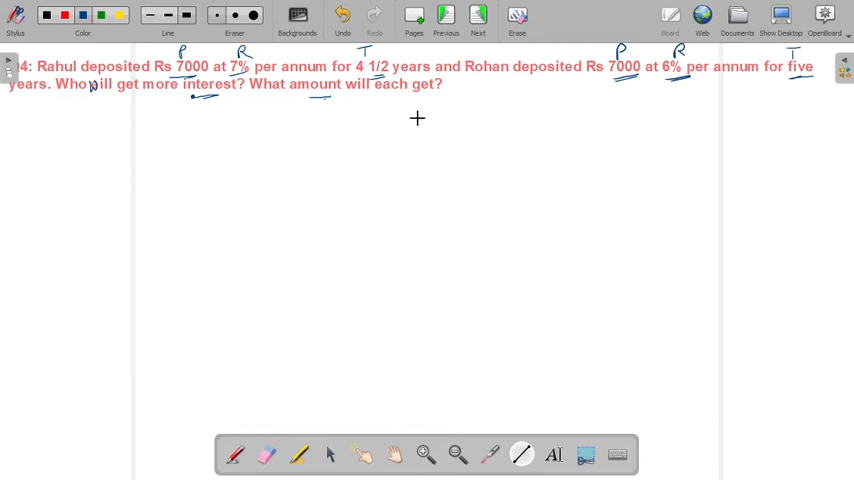 Stylus
Color
Line
Eraser
Backgrounds
Undo
Redo
Pages
Previous
Next
Erase
Board
Web
Documents
Show Desktop
OpenBoard
P R T P R T
4: Rahul deposited Rs 7000 at 7% per annum for 4 1/2 years and Rohan deposited Rs 7000 at 6% per annum for five
years. Who will get more interest? What amount will each get?